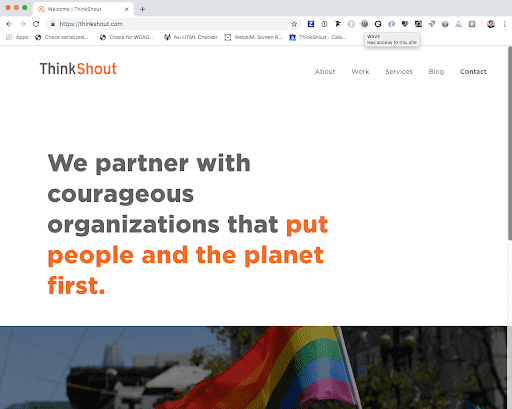 Welcome | ThinkShout
https://thinkshout.com
Apps
Check serialized...
Check for WCAG...
Nu HTML Checker
WebAIM: Screen R...
ThinkShout - Cale...
WAVE
Has access to this site
ThinkShout
About
Work
Services
Blog
Contact
We partner with
courageous
organizations that put
people and the planet
first.